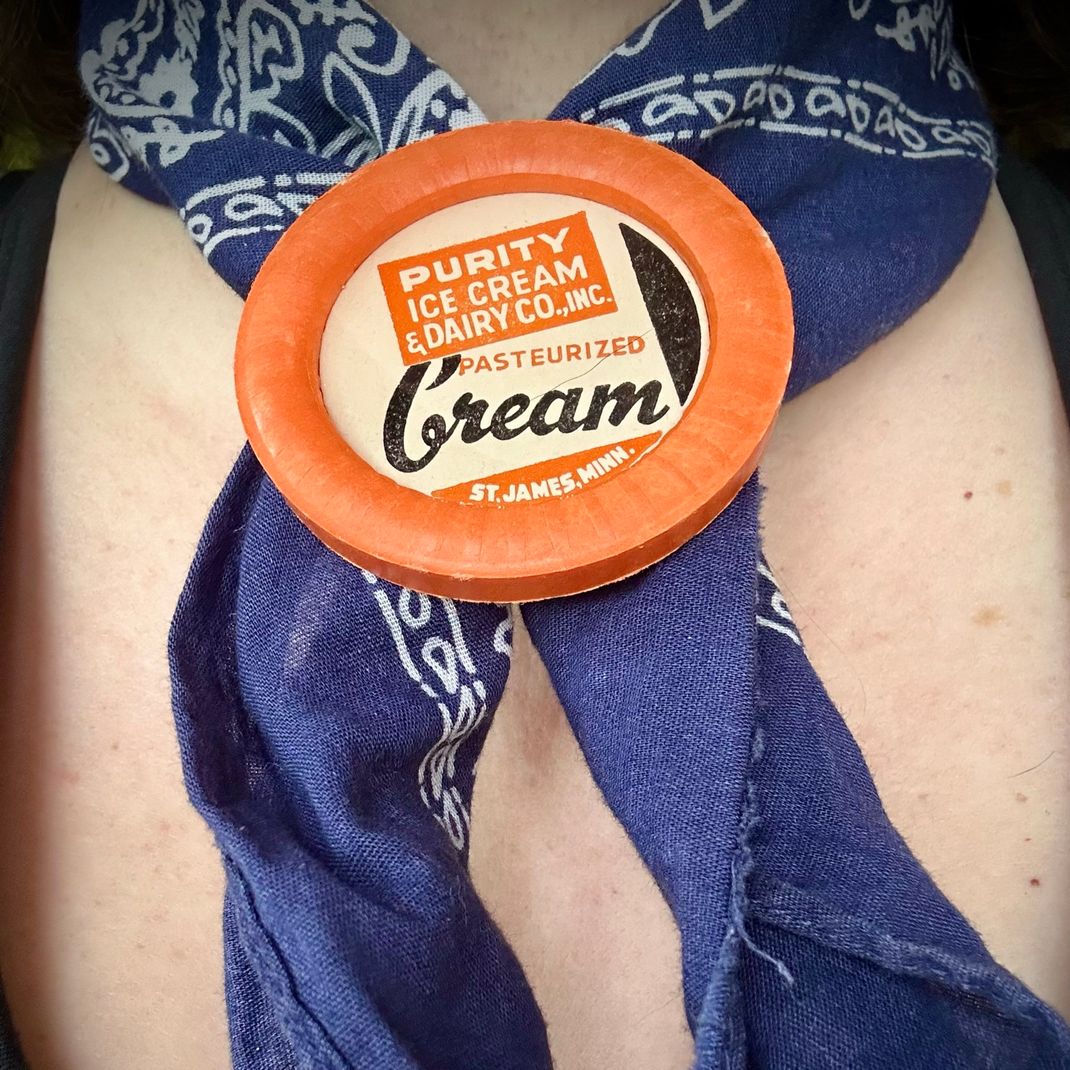 PURITY
ICE CREAM
& DAIRY CO., INC.
PASTEURIZED
Cream
ST. JAMES, MINN.